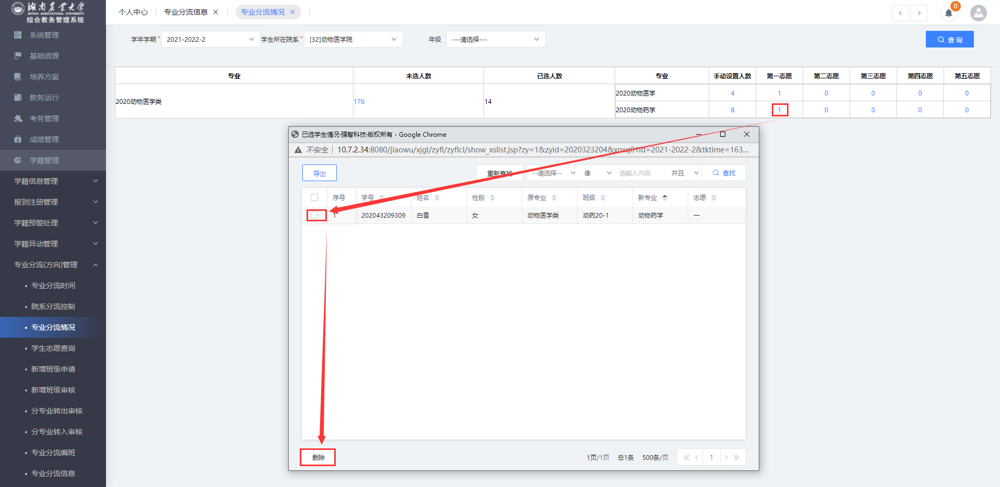 湖南农业大学
HUNAN AGRICULTURAL UNIVERSITY
综合教务管理系统
系统管理
基础资源
培养方案
教务运行
考务管理
成绩管理
学籍管理
学籍信息管理
报到注册管理
学籍预警处理
学籍异动管理
专业分流(方向)管理
专业分流时间
院系分流控制
专业分流情况
学生志愿查询
新增班级申请
新增班级审核
分专业转出审核
分专业转入审核
专业分流编班
专业分流信息
个人中心 专业分流信息 × 专业分流情况 ×
0
学年学期* 2021-2022-2 学生所在院系* [32]动物医学院 年级 ---请选择--- 查询
专业 未选人数 已选人数 专业 手动设置人数 第一志愿 第二志愿 第三志愿 第四志愿 第五志愿
2020动物医学类 176 14
2020动物医学 4 1 0 0 0 0
2020动物药学 8 1 0 0 0 0
已选学生情况·强智科技·版权所有 - Google Chrome
不安全 10.7.2.34:8080/jiaowu/xjgl/zyfl/zyflcl/show_xslist.jsp?zy=1&zyid=2020323204&xnxq01id=2021-2022-2&tktime=163...
导出 重新查找 --请选择-- 像 请输入内容 并且 查找
序号 学号 姓名 性别 原专业 班级 新专业 志愿
1 202043209309 白雪 女 动物医学类 动药20-1 动物药学 一
删除 1页/1页 总1条 500条/页 1